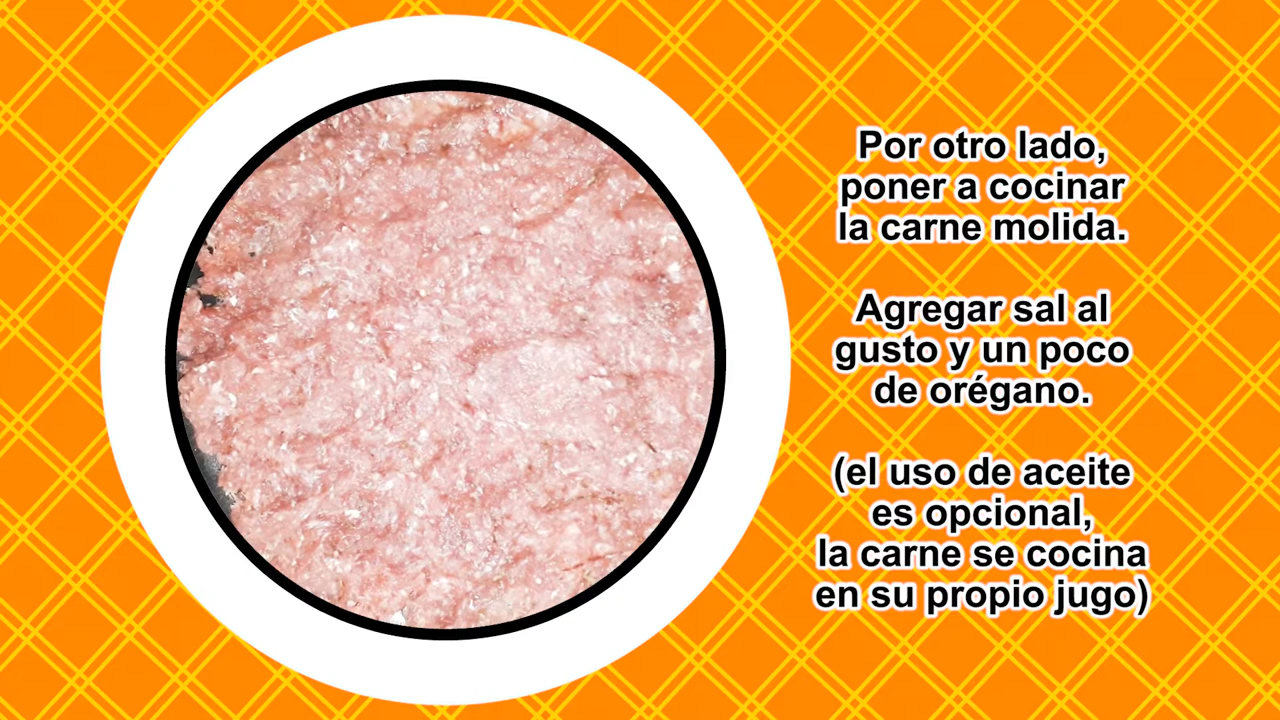 Por otro lado,
poner a cocinar
la carne molida.
Agregar sal al
gusto y un poco
de orégano.
(el uso de aceite
es opcional,
la carne se cocina
en su propio jugo)